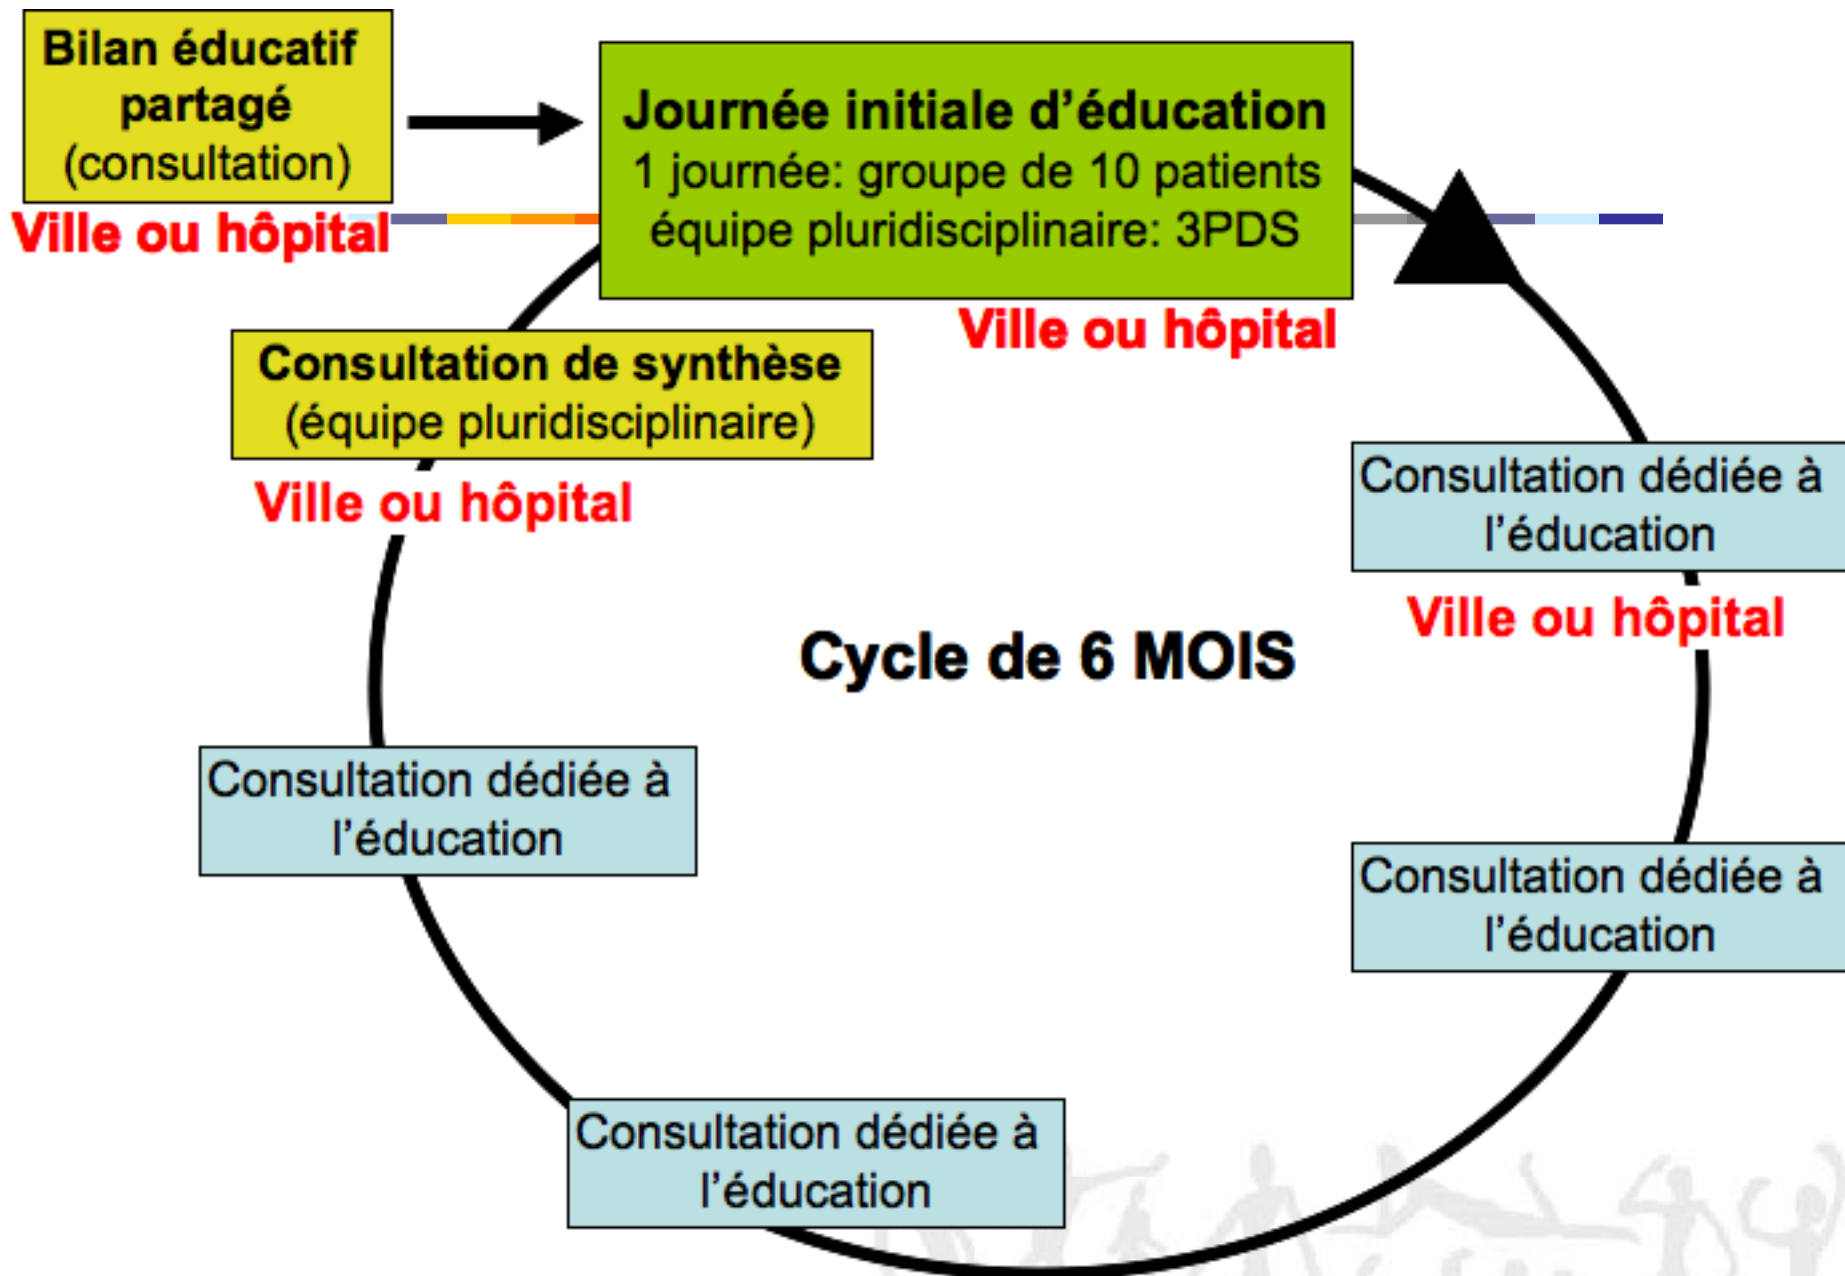 Bilan éducatif
partagé
(consultation)
Ville ou hôpital
Journée initiale d’éducation
1 journée: groupe de 10 patients
équipe pluridisciplinaire: 3PDS
Ville ou hôpital
Consultation de synthèse
(équipe pluridisciplinaire)
Ville ou hôpital
Consultation dédiée à
l’éducation
Ville ou hôpital
Cycle de 6 MOIS
Consultation dédiée à
l’éducation
Consultation dédiée à
l’éducation
Consultation dédiée à
l’éducation